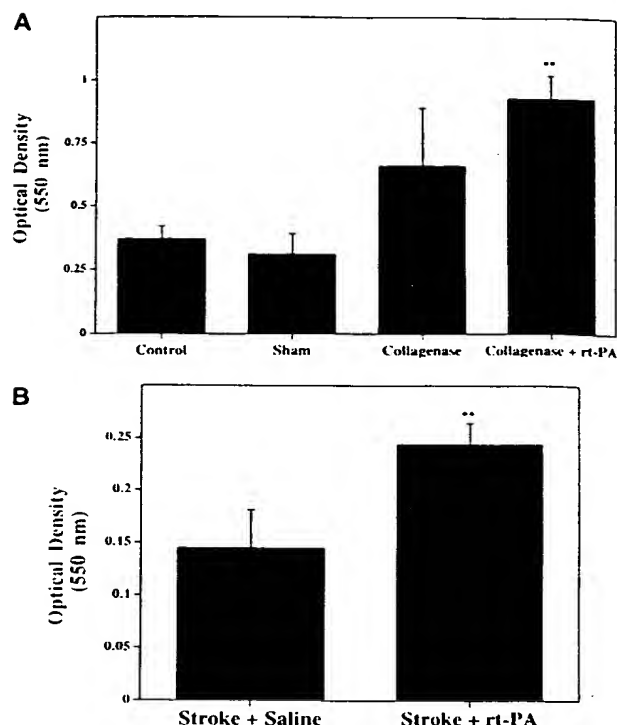 A
Optical Density
(550 nm)
1
0.75
0.5
0.25
0
**
Control Sham Collagenase Collagenase + rt-PA
B
Optical Density
(550 nm)
0.25
0.2
0.15
0.1
0.05
0
**
Stroke + Saline Stroke + rt-PA